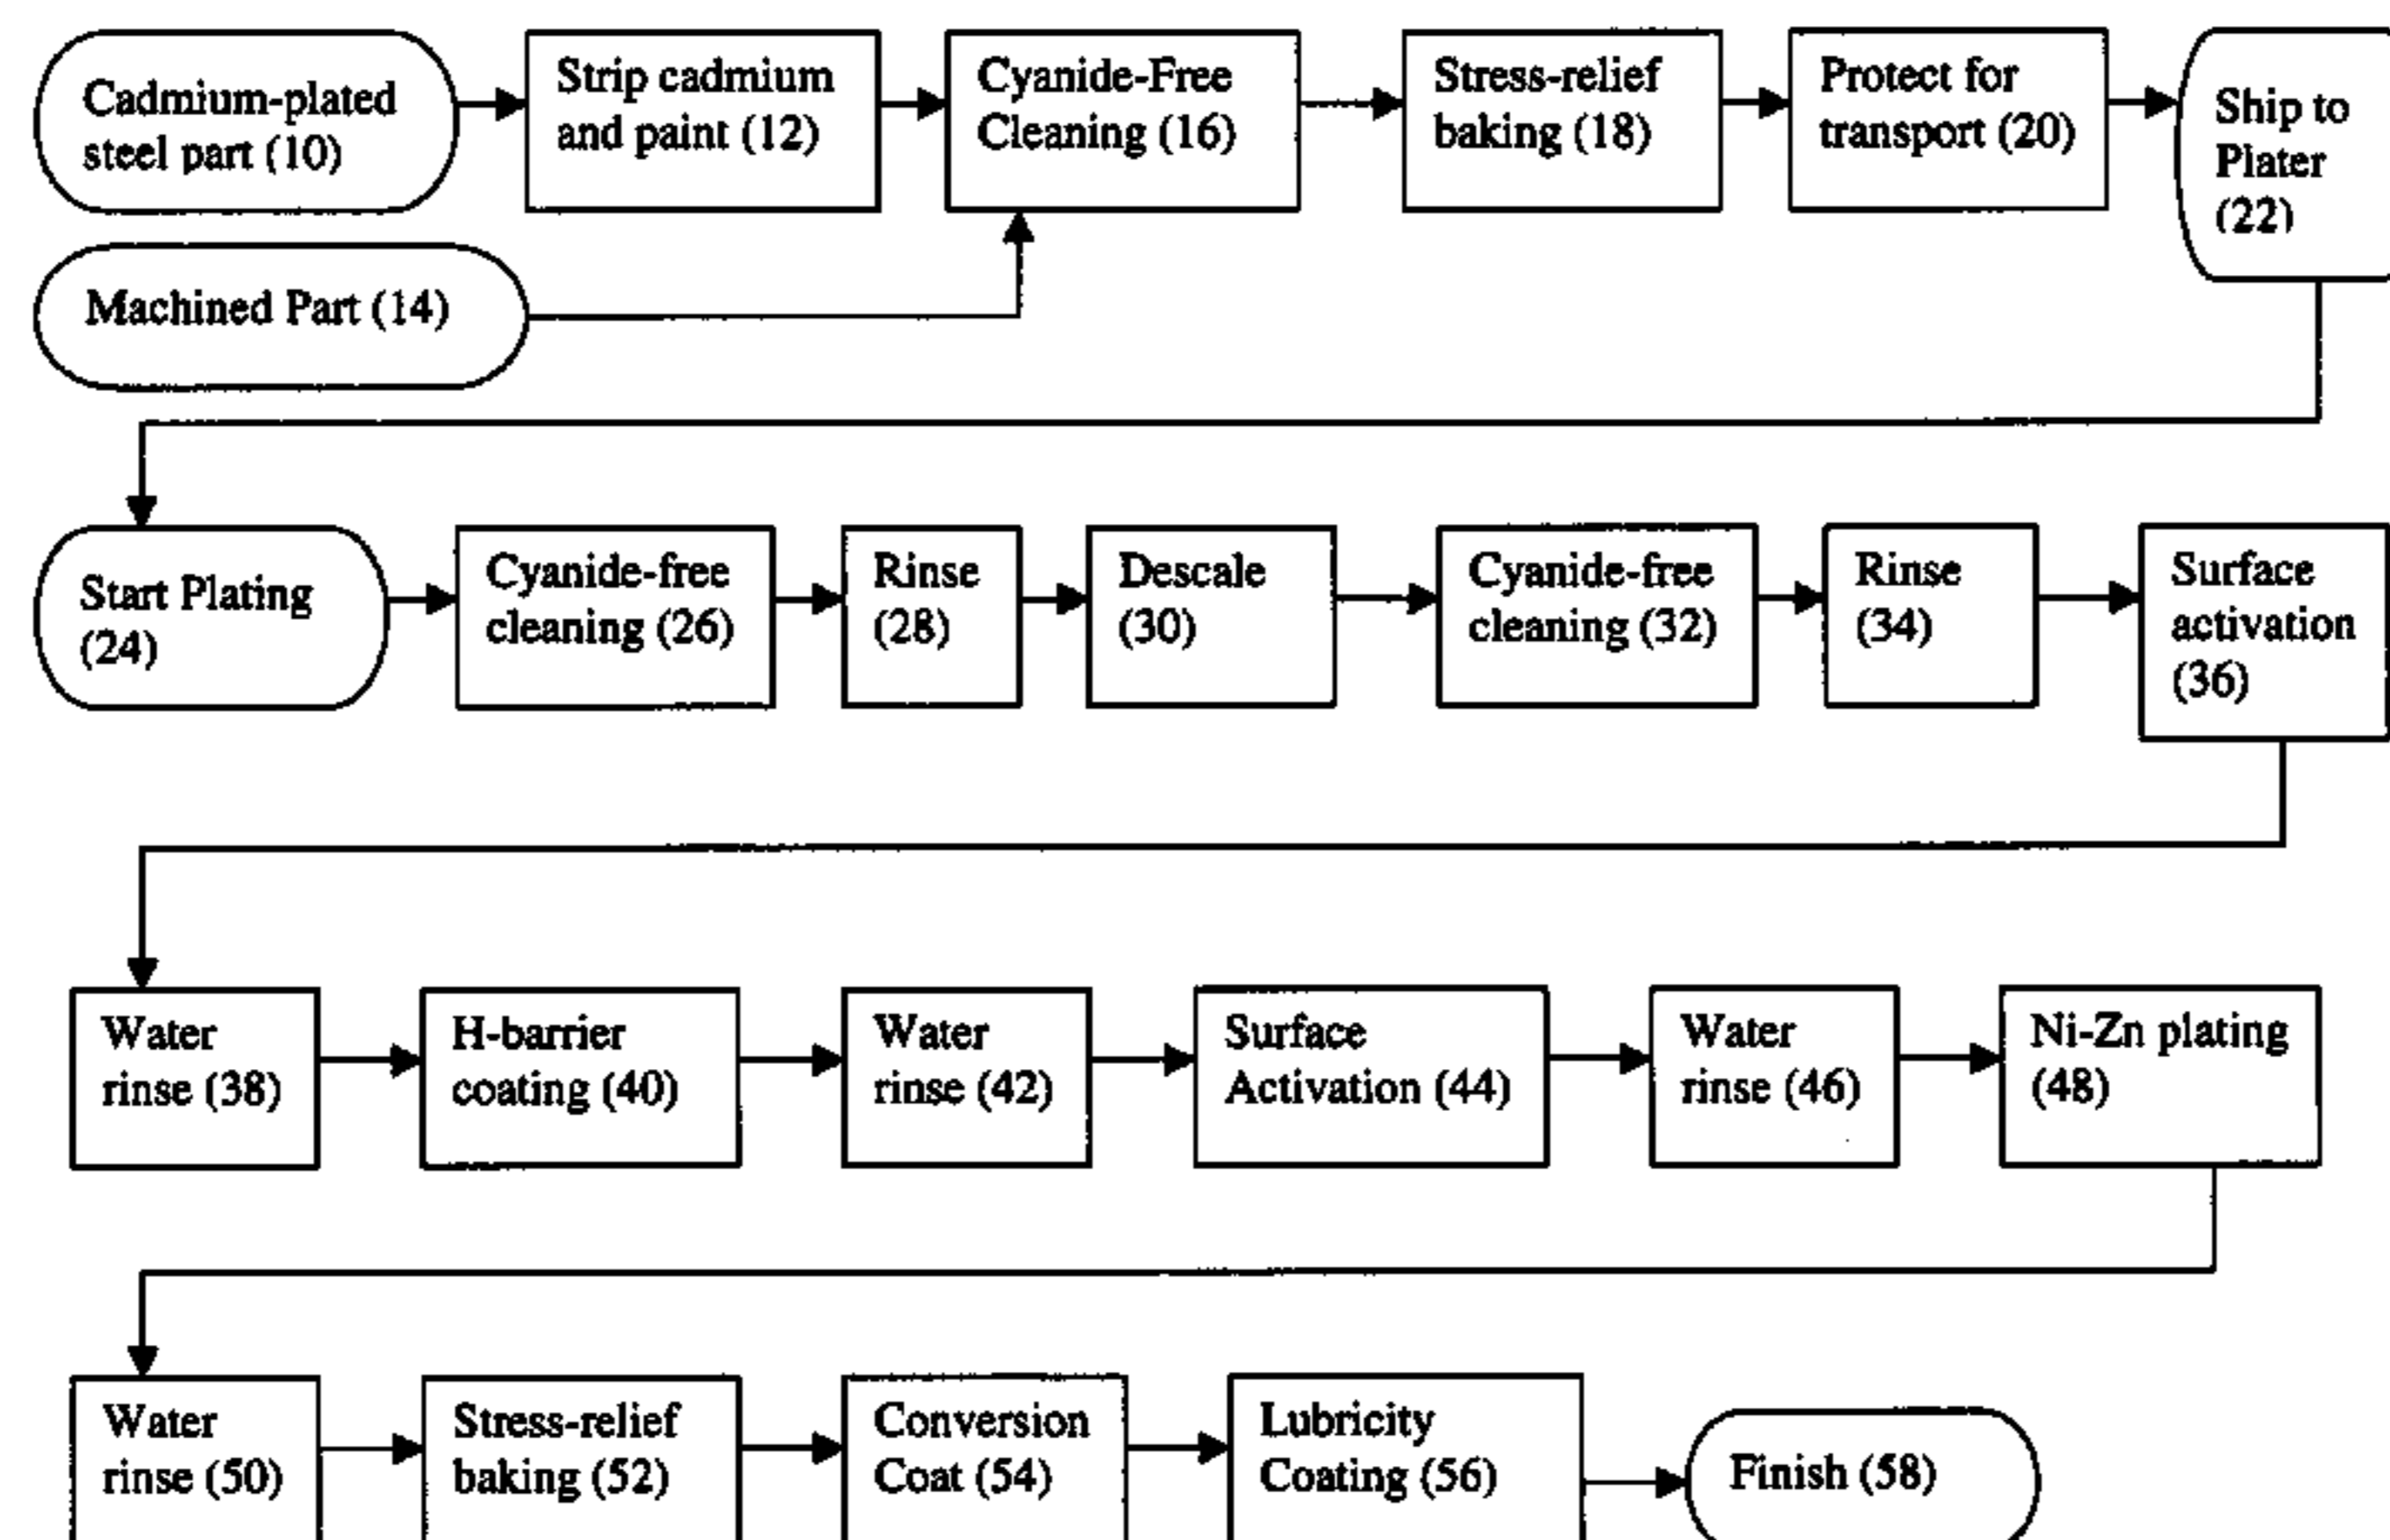 Cadmium-plated
steel part (10)
Strip cadmium
and paint (12)
Cyanide-Free
Cleaning (16)
Stress-relief
baking (18)
Protect for
transport (20)
Ship to
Plater
(22)
Machined Part (14)
Start Plating
(24)
Cyanide-free
cleaning (26)
Rinse
(28)
Descale
(30)
Cyanide-free
cleaning (32)
Rinse
(34)
Surface
activation
(36)
Water
rinse (38)
H-barrier
coating (40)
Water
rinse (42)
Surface
Activation (44)
Water
rinse (46)
Ni-Zn plating
(48)
Water
rinse (50)
Stress-relief
baking (52)
Conversion
Coat (54)
Lubricity
Coating (56)
Finish (58)